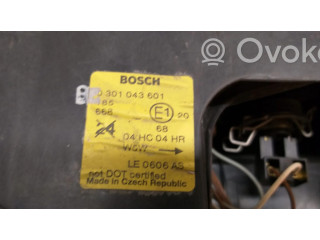 OVOKO
BOSCH
0 301 043 601
E1 20
68
04 HC 04 HR
W5W
LE 0606 AS
not DOT certified
Made in Czech Republic